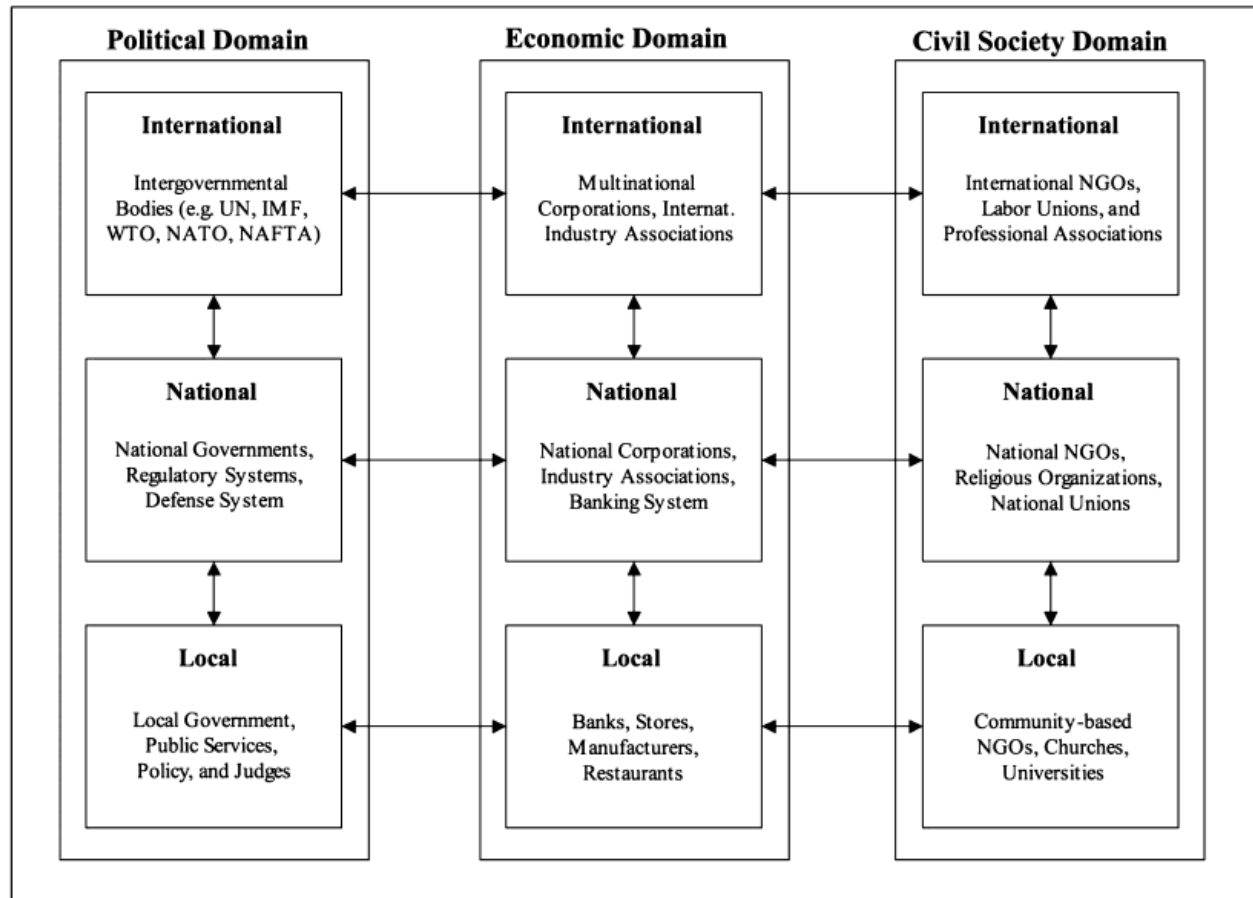 Political Domain
Economic Domain
Civil Society Domain
International
Intergovernmental
Bodies (e.g. UN, IMF,
WTO, NATO, NAFTA)
International
Multinational
Corporations, Internat.
Industry Associations
International
International NGOs,
Labor Unions, and
Professional Associations
National
National Governments,
Regulatory Systems,
Defense System
National
National Corporations,
Industry Associations,
Banking System
National
National NGOs,
Religious Organizations,
National Unions
Local
Local Government,
Public Services,
Policy, and Judges
Local
Banks, Stores,
Manufacturers,
Restaurants
Local
Community-based
NGOs, Churches,
Universities